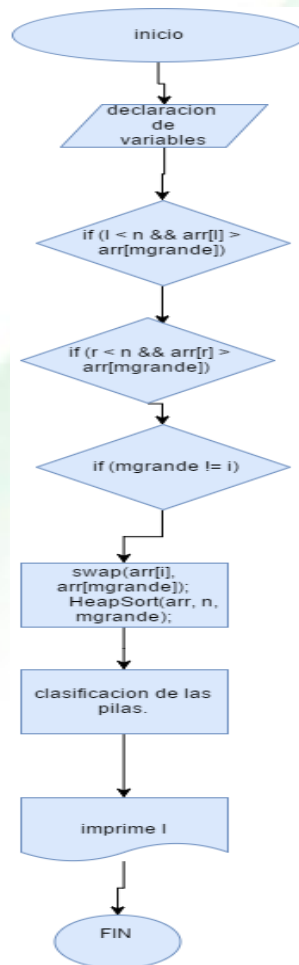 inicio
declaracion
de
variables
if (l < n && arr[l] >
arr[mgrande])
if (r < n && arr[r] >
arr[mgrande])
if (mgrande != i)
swap(arr[i],
arr[mgrande]);
HeapSort(arr, n,
mgrande);
clasificacion de las
pilas.
imprime l
FIN